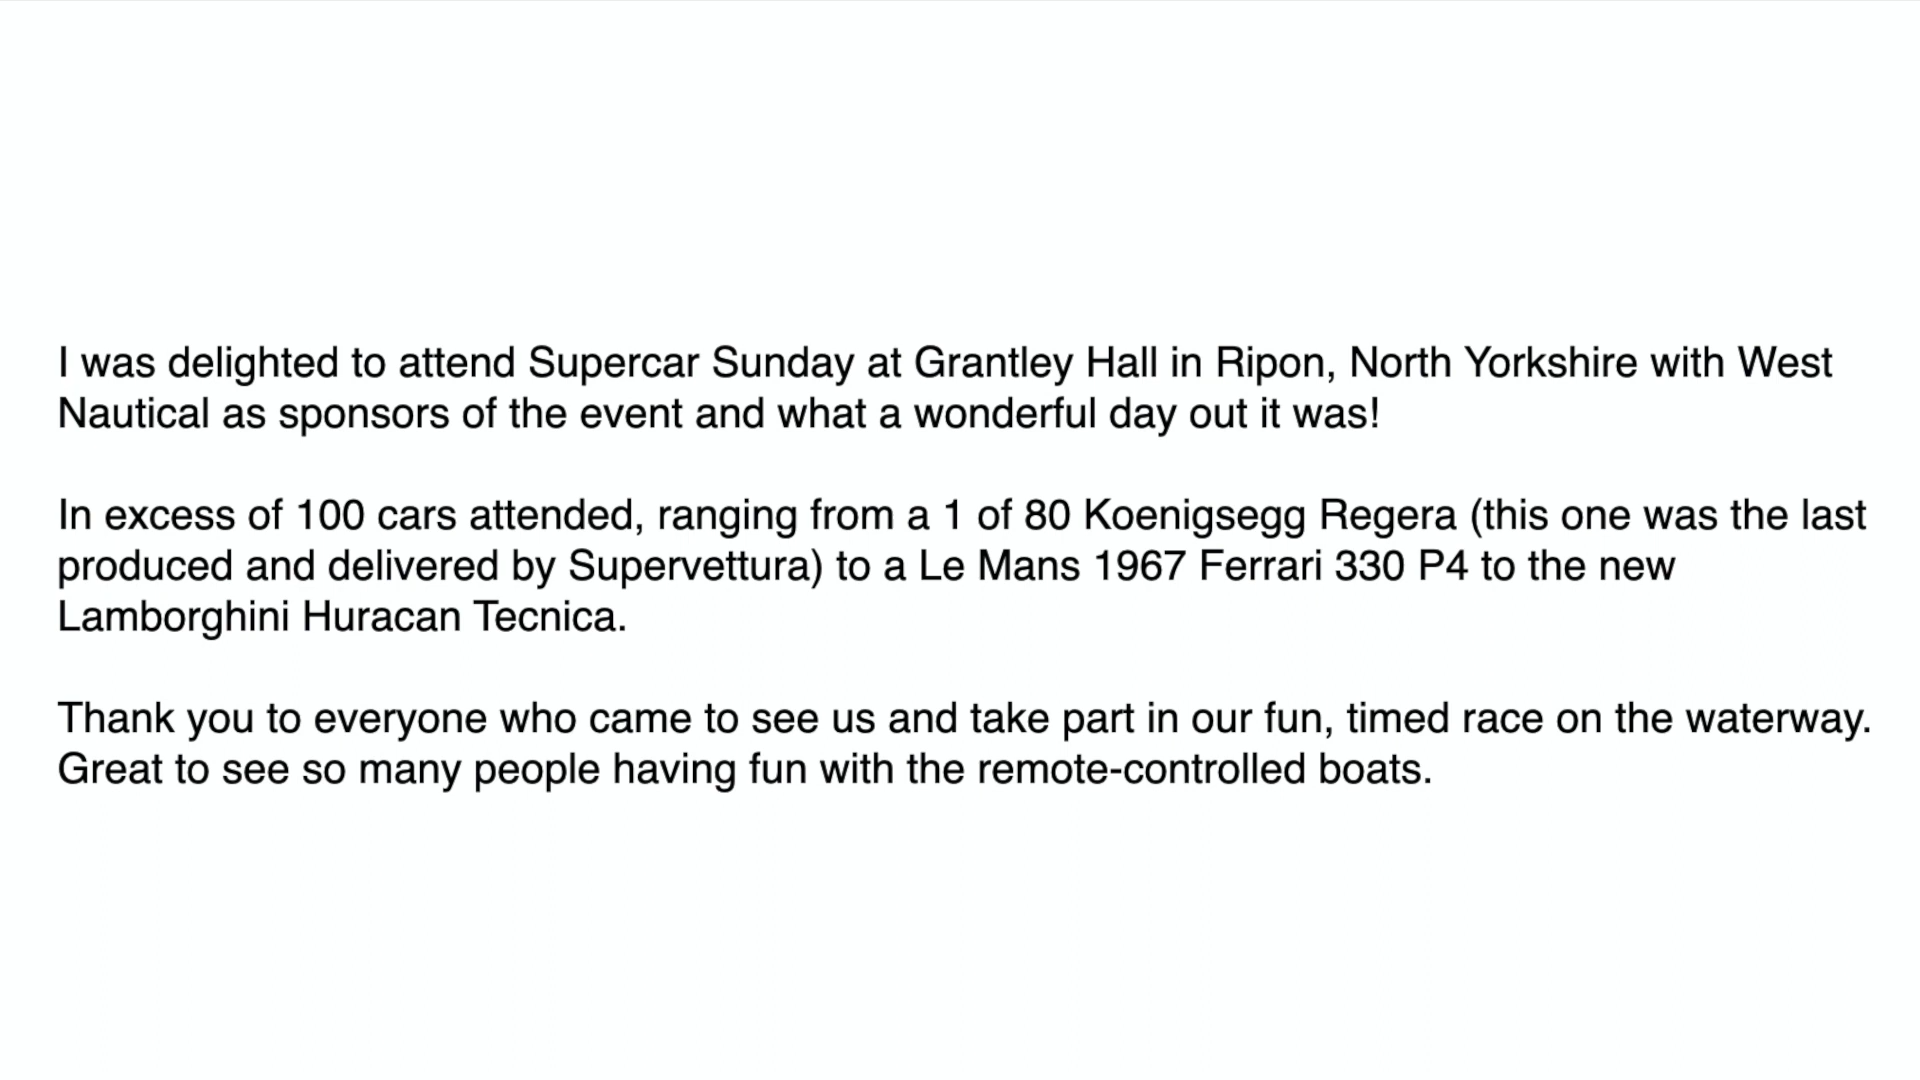 I was delighted to attend Supercar Sunday at Grantley Hall in Ripon, North Yorkshire with West
Nautical as sponsors of the event and what a wonderful day out it was!
In excess of 100 cars attended, ranging from a 1 of 80 Koenigsegg Regera (this one was the last
produced and delivered by Supervettura) to a Le Mans 1967 Ferrari 330 P4 to the new
Lamborghini Huracan Tecnica.
Thank you to everyone who came to see us and take part in our fun, timed race on the waterway.
Great to see so many people having fun with the remote-controlled boats.